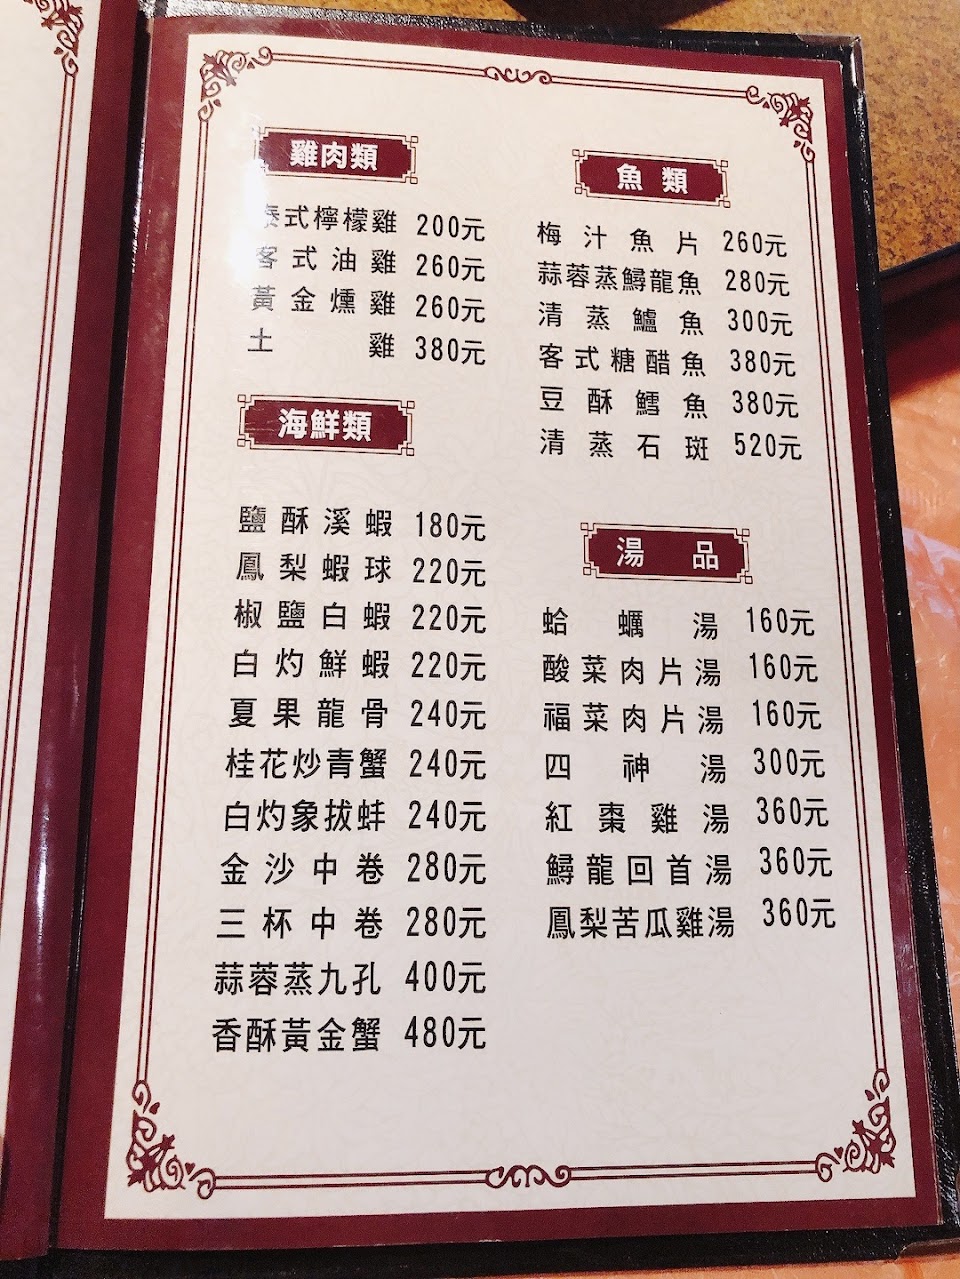 雞肉類
泰式檸檬雞 200元
客式油雞 260元
黃金燻雞 260元
土雞 380元
海鮮類
鹽酥溪蝦 180元
鳳梨蝦球 220元
椒鹽白蝦 220元
白灼鮮蝦 220元
夏果龍骨 240元
桂花炒青蟹 240元
白灼象拔蚌 240元
金沙中卷 280元
三杯中卷 280元
蒜蓉蒸九孔 400元
香酥黃金蟹 480元
魚類
梅汁魚片 260元
蒜蓉蒸鱘龍魚 280元
清蒸鱸魚 300元
客式糖醋魚 380元
豆酥鱈魚 380元
清蒸石斑 520元
湯品
蛤蠣湯 160元
酸菜肉片湯 160元
福菜肉片湯 160元
四神湯 300元
紅棗雞湯 360元
鱘龍回首湯 360元
鳳梨苦瓜雞湯 360元